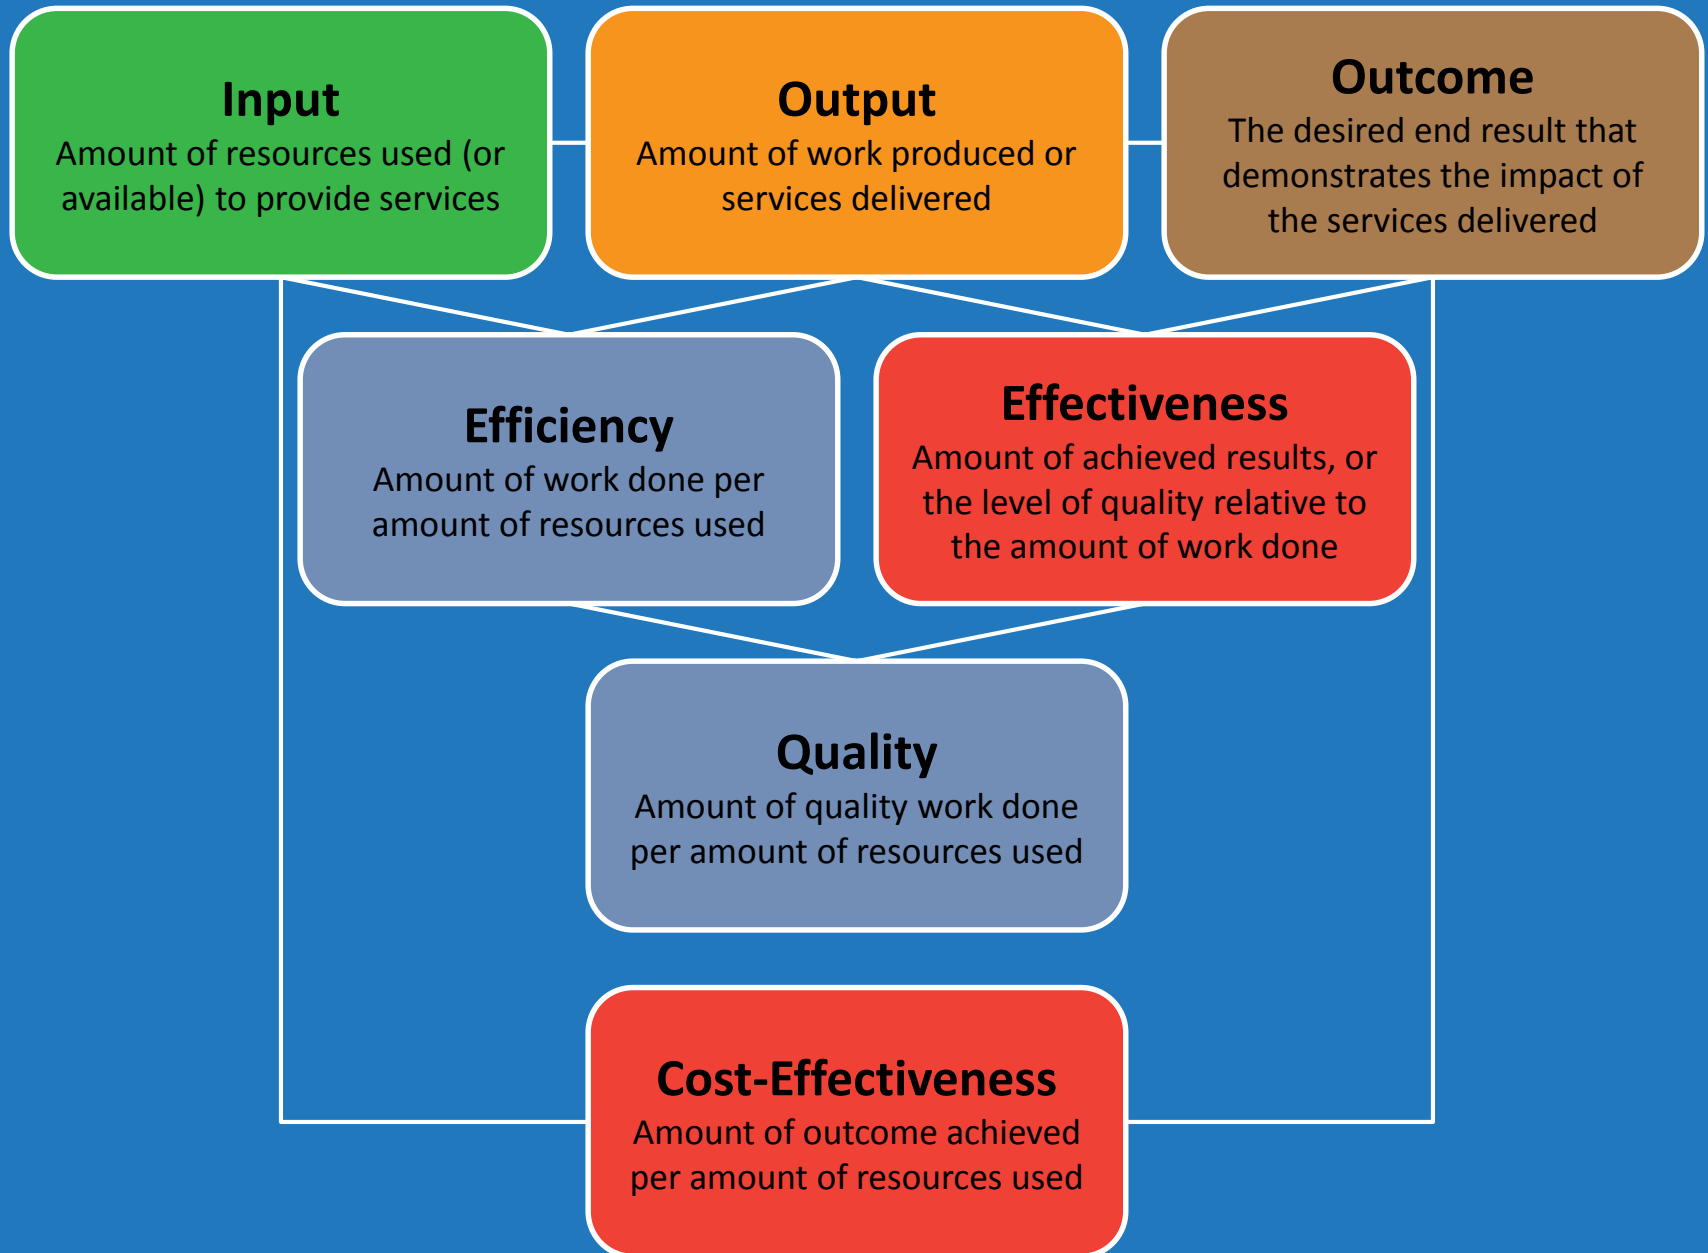 Input
Amount of resources used (or
available) to provide services
Output
Amount of work produced or
services delivered
Outcome
The desired end result that
demonstrates the impact of
the services delivered
Efficiency
Amount of work done per
amount of resources used
Effectiveness
Amount of achieved results, or
the level of quality relative to
the amount of work done
Quality
Amount of quality work done
per amount of resources used
Cost-Effectiveness
Amount of outcome achieved
per amount of resources used